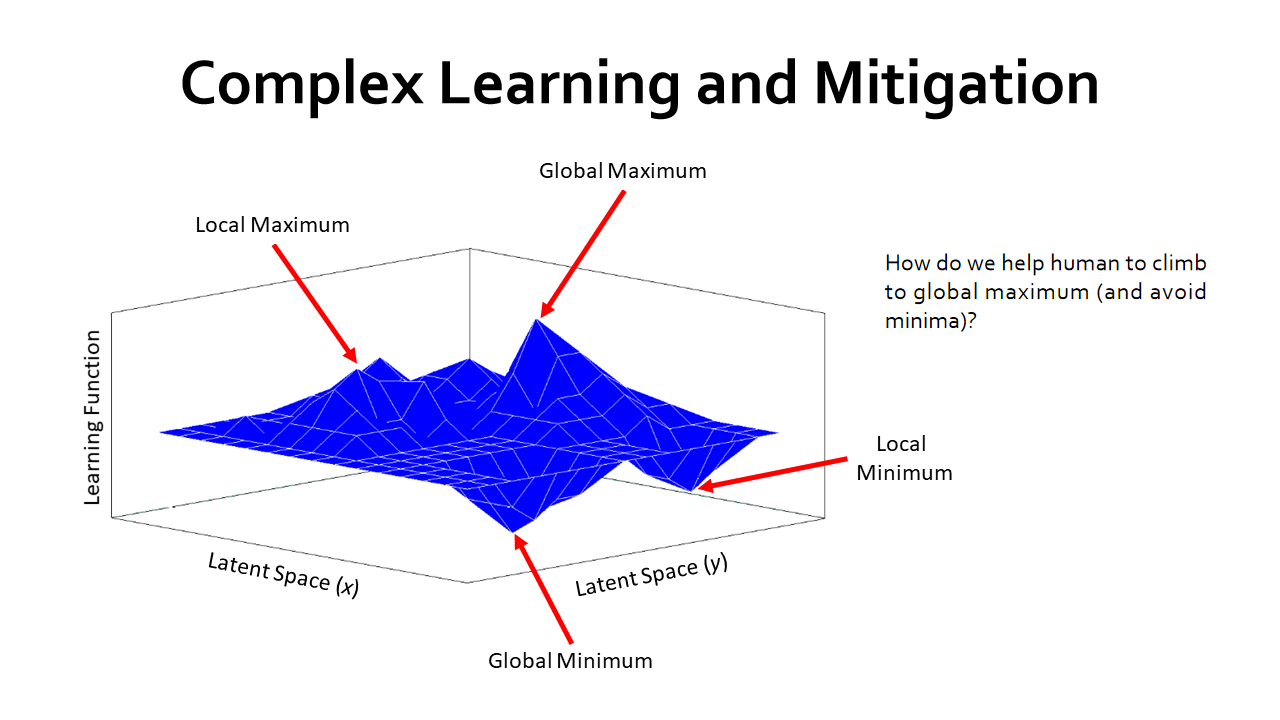 Complex Learning and Mitigation
Global Maximum
Local Maximum
How do we help human to climb
to global maximum (and avoid
minima)?
Learning Function
Local
Minimum
Latent Space (x)
Latent Space (y)
Global Minimum